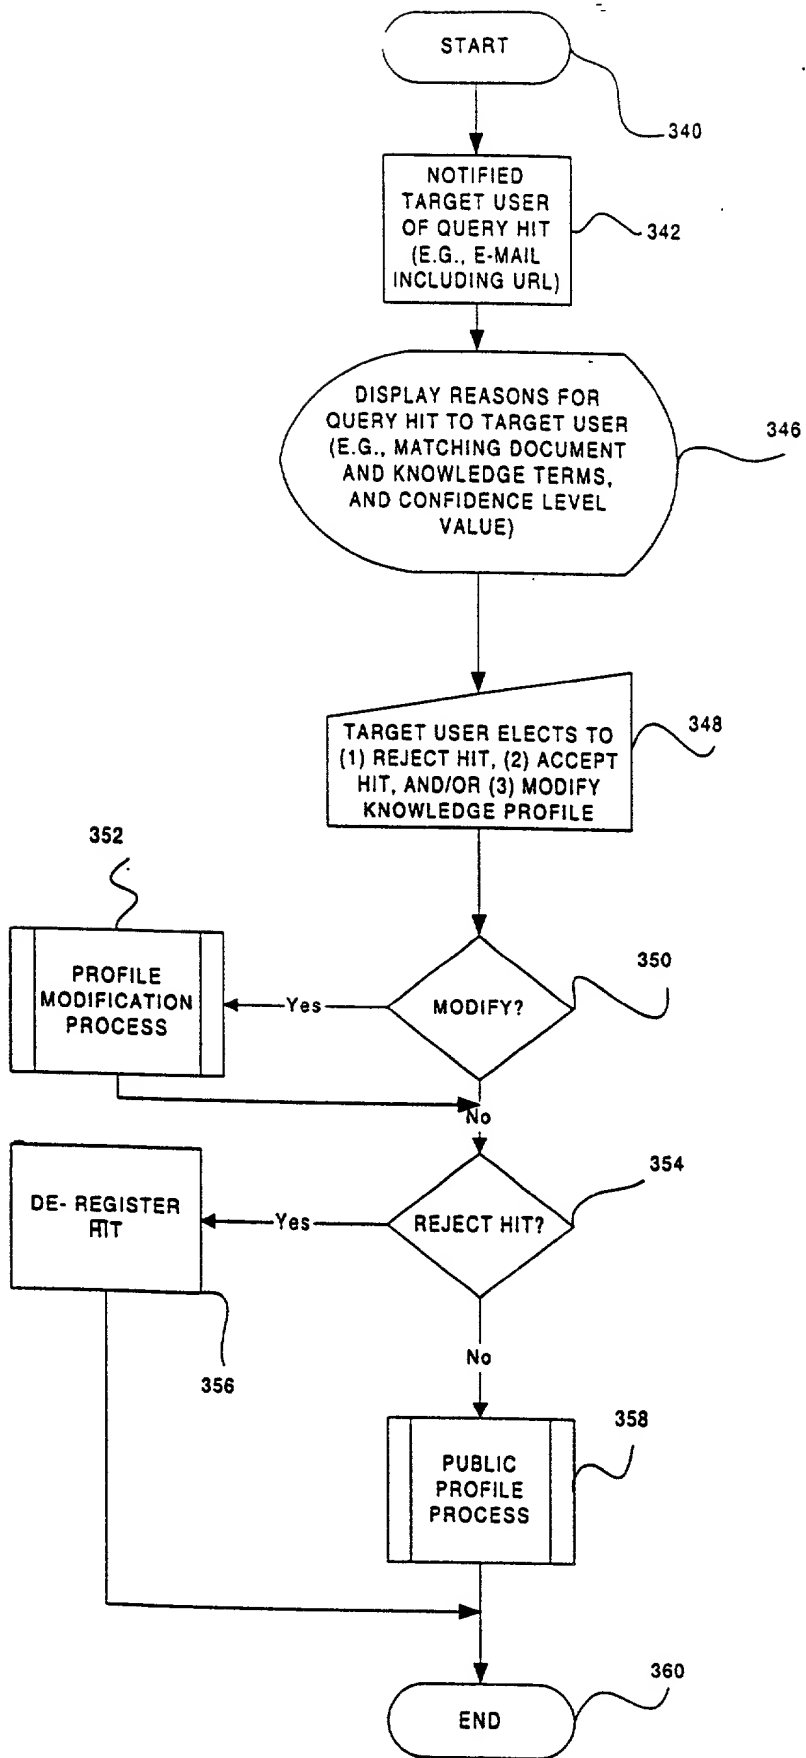 START
340
NOTIFIED
TARGET USER
OF QUERY HIT
(E.G., E-MAIL
INCLUDING URL)
342
DISPLAY REASONS FOR
QUERY HIT TO TARGET USER
(E.G., MATCHING DOCUMENT
AND KNOWLEDGE TERMS,
AND CONFIDENCE LEVEL
VALUE)
346
TARGET USER ELECTS TO
(1) REJECT HIT, (2) ACCEPT
HIT, AND/OR (3) MODIFY
KNOWLEDGE PROFILE
348
352
PROFILE
MODIFICATION
PROCESS
Yes
MODIFY?
350
No
DE- REGISTER
HIT
Yes
REJECT HIT?
354
356
No
PUBLIC
PROFILE
PROCESS
358
END
360